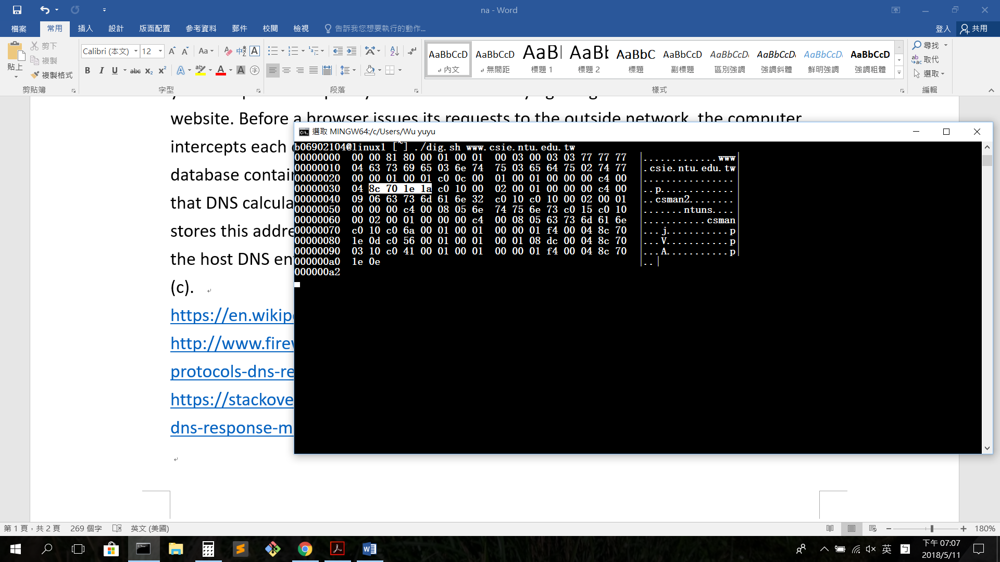 na - Word
檔案 常用 插入 設計 版面配置 參考資料 郵件 校閱 檢視 告訴我您想要執行的動作... 登入 共用
貼上 剪下 複製 複製格式
Calibri (本文) 12
AaBbCcD AaBbCcD AaBl AaBb AaBbC AaBbCcD AaBbCcD AaBbCcD AaBbCcD AaBbCcD
內文 無間距 標題 1 標題 2 標題 副標題 區別強調 強調斜體 鮮明強調 強調粗體
尋找
取代
選取
剪貼簿 字型 段落 樣式 編輯
website. Before a browser issues its requests to the outside network, the computer
intercepts each
database contain
that DNS calcula
stores this addre
the host DNS en
(c).
https://en.wikip
http://www.firew
protocols-dns-re
https://stackove
dns-response-m
選取 MINGW64:/c/Users/Wu yuyu
b06902104@linux1 [~] ./dig.sh www.csie.ntu.edu.tw
00000000  00 00 81 80 00 01 00 01  00 03 00 03 03 77 77 77  |.............www|
00000010  04 63 73 69 65 03 6e 74  75 03 65 64 75 02 74 77  |.csie.ntu.edu.tw|
00000020  00 00 01 00 01 c0 0c 00  01 00 01 00 00 00 c4 00  |................|
00000030  04 8c 70 1e 1a c0 10 00  02 00 01 00 00 00 c4 00  |..p.............|
00000040  09 06 63 73 6d 61 6e 32  c0 10 c0 10 00 02 00 01  |..csman2........|
00000050  00 00 00 c4 00 08 05 6e  74 75 6e 73 c0 15 c0 10  |.......ntuns....|
00000060  00 02 00 01 00 00 00 c4  00 08 05 63 73 6d 61 6e  |...........csman|
00000070  c0 10 c0 6a 00 01 00 01  00 00 01 f4 00 04 8c 70  |...j...........p|
00000080  1e 0d c0 56 00 01 00 01  00 01 08 dc 00 04 8c 70  |...V...........p|
00000090  03 10 c0 41 00 01 00 01  00 00 01 f4 00 04 8c 70  |...A...........p|
000000a0  1e 0e  |..|
000000a2
第 1 頁，共 2 頁 269 個字 英文 (美國) 180%
英 下午 07:07
2018/5/11